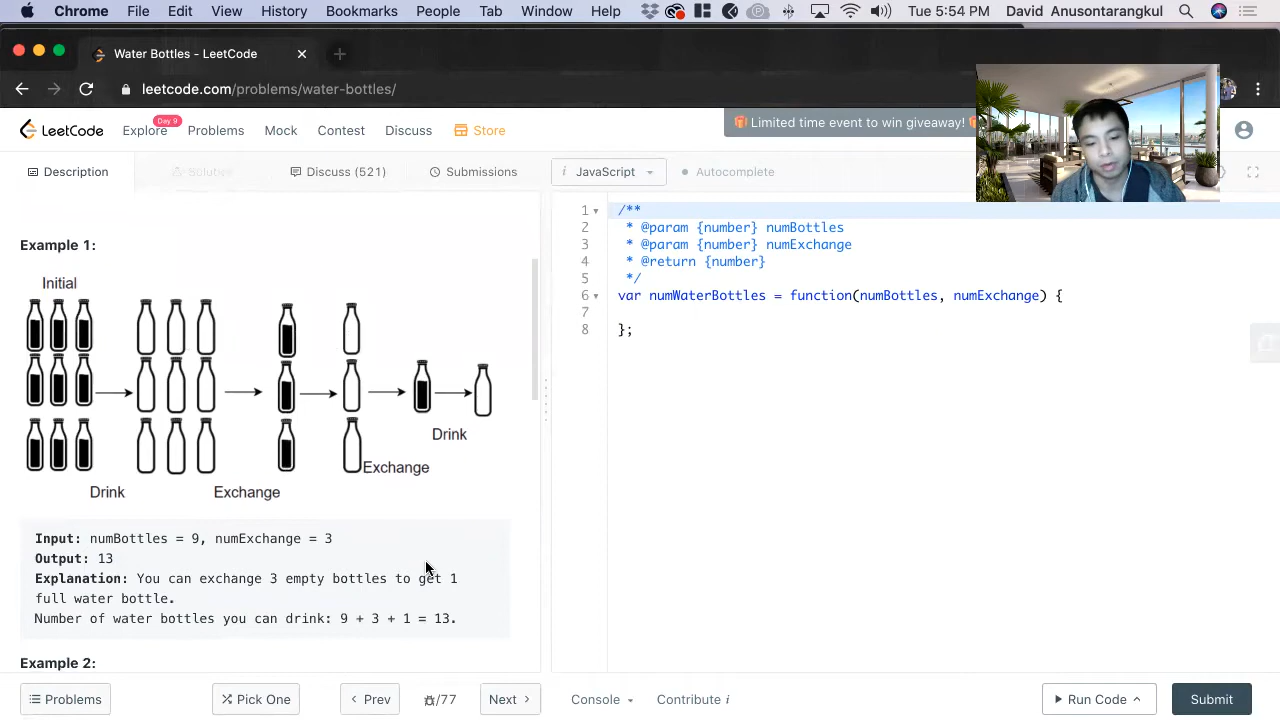 Chrome File Edit View History Bookmarks People Tab Window Help Tue 5:54 PM David Anusontarangkul
Water Bottles - LeetCode
leetcode.com/problems/water-bottles/
LeetCode Explore Day 9 Problems Mock Contest Discuss Store
Limited time event to win giveaway!
Description Solution Discuss (521) Submissions
i JavaScript Autocomplete
Example 1:
Initial
Drink
Exchange
Exchange
Drink
Input: numBottles = 9, numExchange = 3
Output: 13
Explanation: You can exchange 3 empty bottles to get 1
full water bottle.
Number of water bottles you can drink: 9 + 3 + 1 = 13.
Example 2:
1 /**
2 * @param {number} numBottles
3 * @param {number} numExchange
4 * @return {number}
5 */
6 var numWaterBottles = function(numBottles, numExchange) {
7
8 };
Problems Pick One Prev /77 Next Console Contribute i Run Code Submit